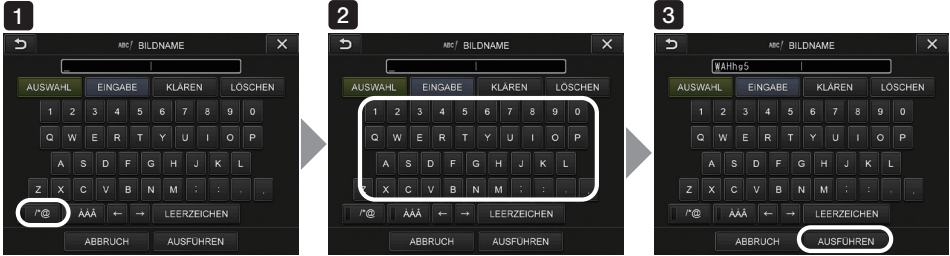 1
ABC/ BILDNAME
AUSWAHL EINGABE KLÄREN LÖSCHEN
1 2 3 4 5 6 7 8 9 0
Q W E R T Y U I O P
A S D F G H J K L
Z X C V B N M ; : , .
/*@ ÀÁÂ ← → LEERZEICHEN
ABBRUCH AUSFÜHREN
2
ABC/ BILDNAME
AUSWAHL EINGABE KLÄREN LÖSCHEN
1 2 3 4 5 6 7 8 9 0
Q W E R T Y U I O P
A S D F G H J K L
Z X C V B N M ; : ,
/*@ ÀÁÂ ← → LEERZEICHEN
ABBRUCH AUSFÜHREN
3
ABC/ BILDNAME
WAHhg5
AUSWAHL EINGABE KLÄREN LÖSCHEN
1 2 3 4 5 6 7 8 9 0
Q W E R T Y U I O P
A S D F G H J K L
Z X C V B N M ; : , .
/*@ ÀÁÂ ← → LEERZEICHEN
ABBRUCH AUSFÜHREN